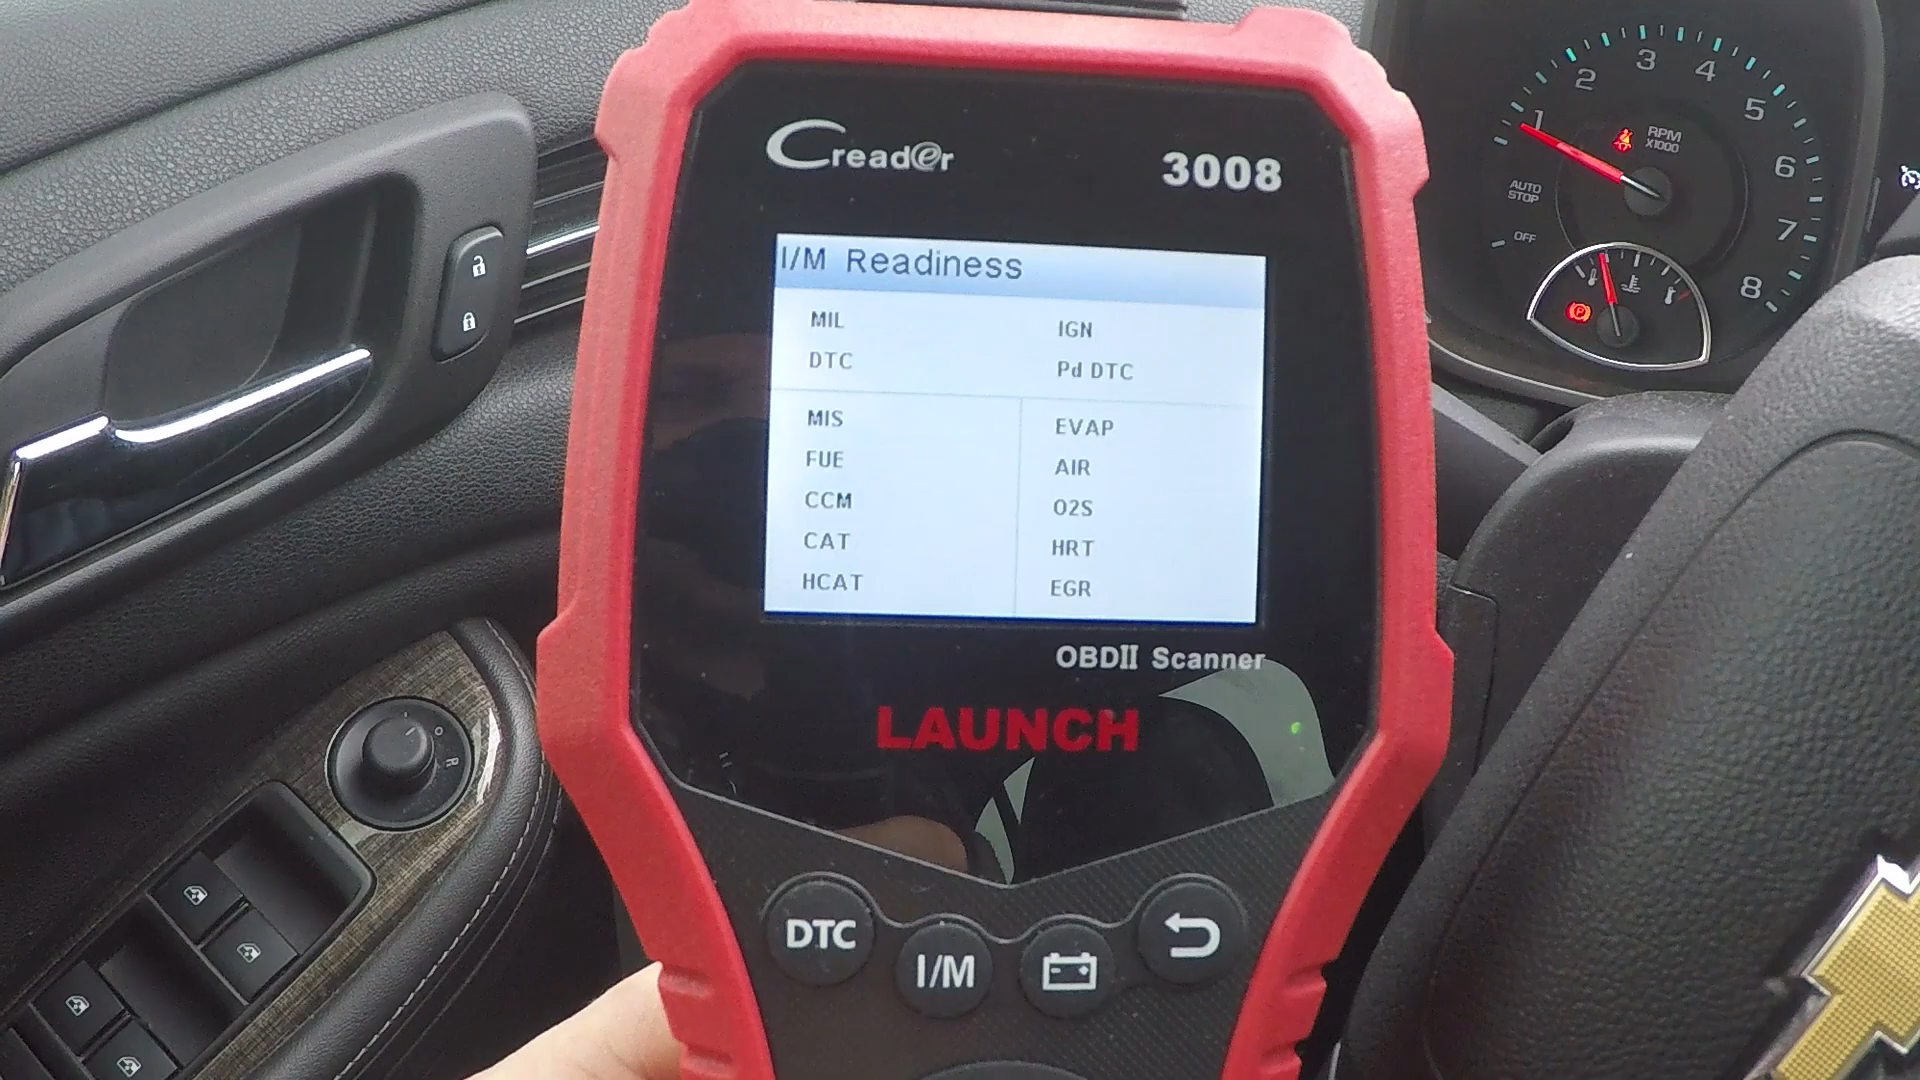 Creader
3008
I/M Readiness
MIL
IGN
DTC
Pd DTC
MIS
EVAP
FUE
AIR
CCM
O2S
CAT
HRT
HCAT
EGR
OBDII Scanner
LAUNCH
DTC
I/M
1
2
3
4
5
6
7
8
RPM
X1000
AUTO
STOP
OFF
P
R